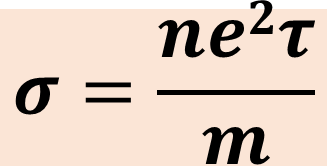 σ = ne²τ / m